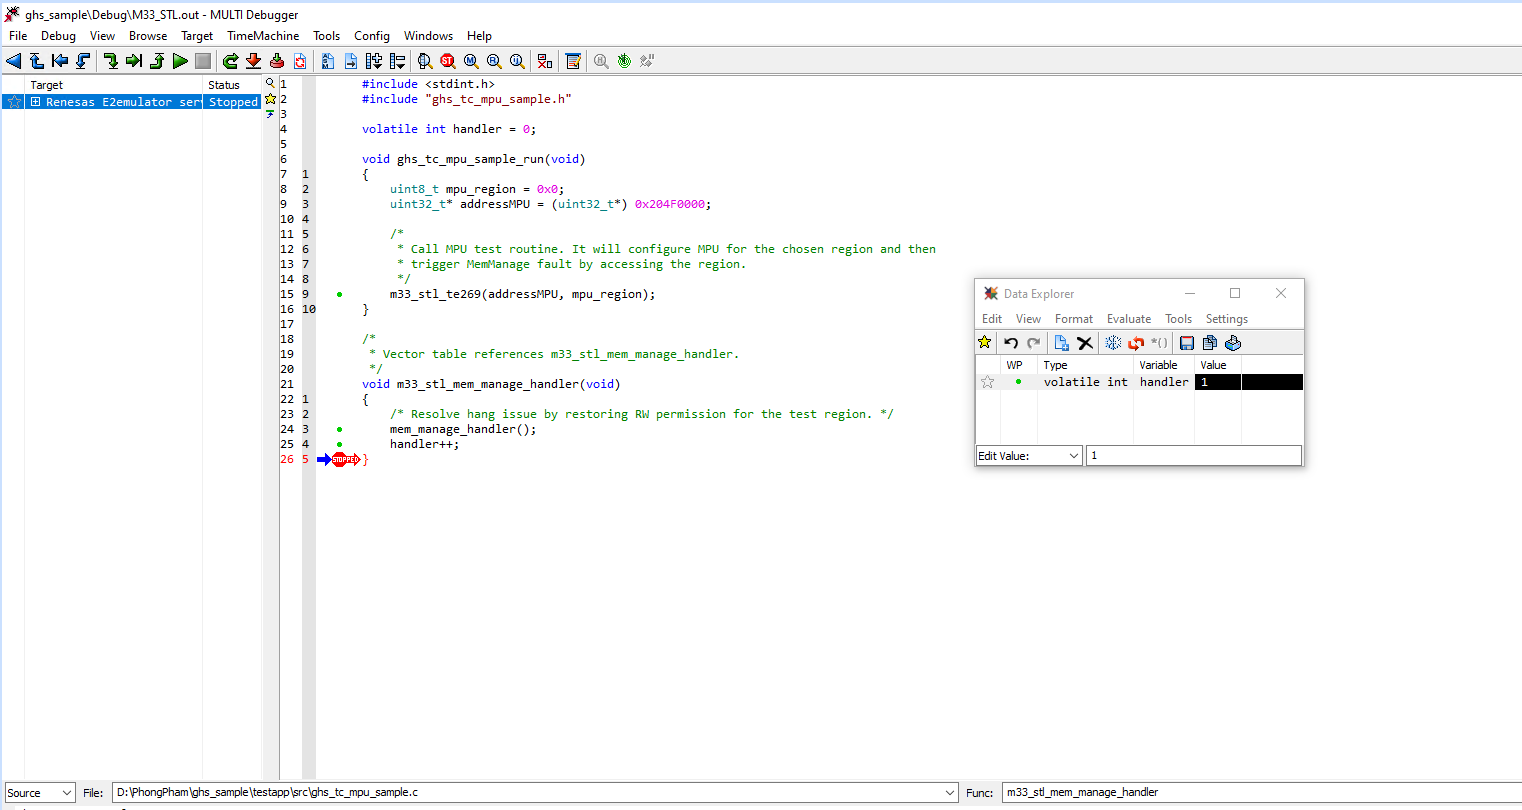 ghs_sample\Debug\M33_STL.out - MULTI Debugger
File Debug View Browse Target TimeMachine Tools Config Windows Help
Target Status
Renesas E2emulator ser Stopped
1 #include <stdint.h>
2 #include "ghs_tc_mpu_sample.h"
3
4 volatile int handler = 0;
5
6 void ghs_tc_mpu_sample_run(void)
7 1 {
8 2 uint8_t mpu_region = 0x0;
9 3 uint32_t* addressMPU = (uint32_t*) 0x204F0000;
10 4
11 5 /*
12 6 * Call MPU test routine. It will configure MPU for the chosen region and then
13 7 * trigger MemManage fault by accessing the region.
14 8 */
15 9 m33_stl_te269(addressMPU, mpu_region);
16 10 }
17
18 /*
19 * Vector table references m33_stl_mem_manage_handler.
20 */
21 void m33_stl_mem_manage_handler(void)
22 1 {
23 2 /* Resolve hang issue by restoring RW permission for the test region. */
24 3 mem_manage_handler();
25 4 handler++;
26 5 STOPPED }
Data Explorer
Edit View Format Evaluate Tools Settings
WP Type Variable Value
volatile int handler 1
Edit Value: 1
Source File: D:\PhongPham\ghs_sample\testapp\src\ghs_tc_mpu_sample.c Func: m33_stl_mem_manage_handler